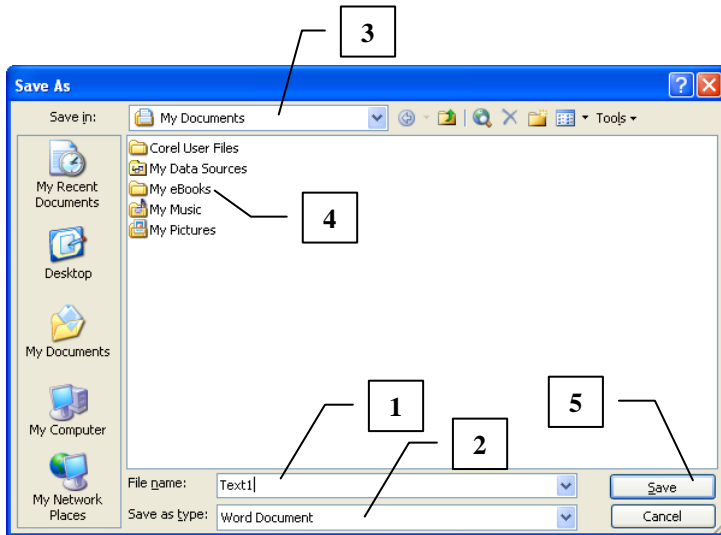 3
Save As
Save in: My Documents Tools
Corel User Files
My Data Sources
My eBooks
My Music
My Pictures
4
My Recent
Documents
Desktop
My Documents
My Computer
My Network
Places
1
5
2
File name: Text1 Save
Save as type: Word Document Cancel